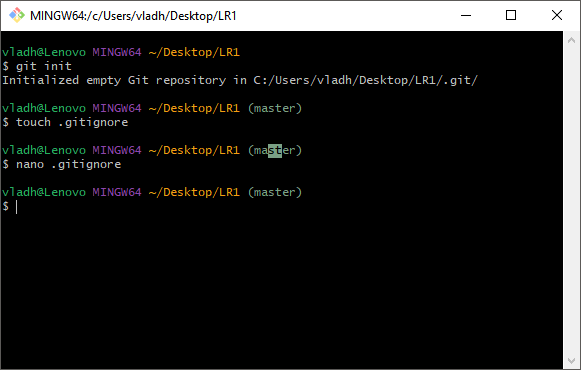 MINGW64:/c/Users/vladh/Desktop/LR1
vladh@Lenovo MINGW64 ~/Desktop/LR1
$ git init
Initialized empty Git repository in C:/Users/vladh/Desktop/LR1/.git/
vladh@Lenovo MINGW64 ~/Desktop/LR1 (master)
$ touch .gitignore
vladh@Lenovo MINGW64 ~/Desktop/LR1 (master)
$ nano .gitignore
vladh@Lenovo MINGW64 ~/Desktop/LR1 (master)
$